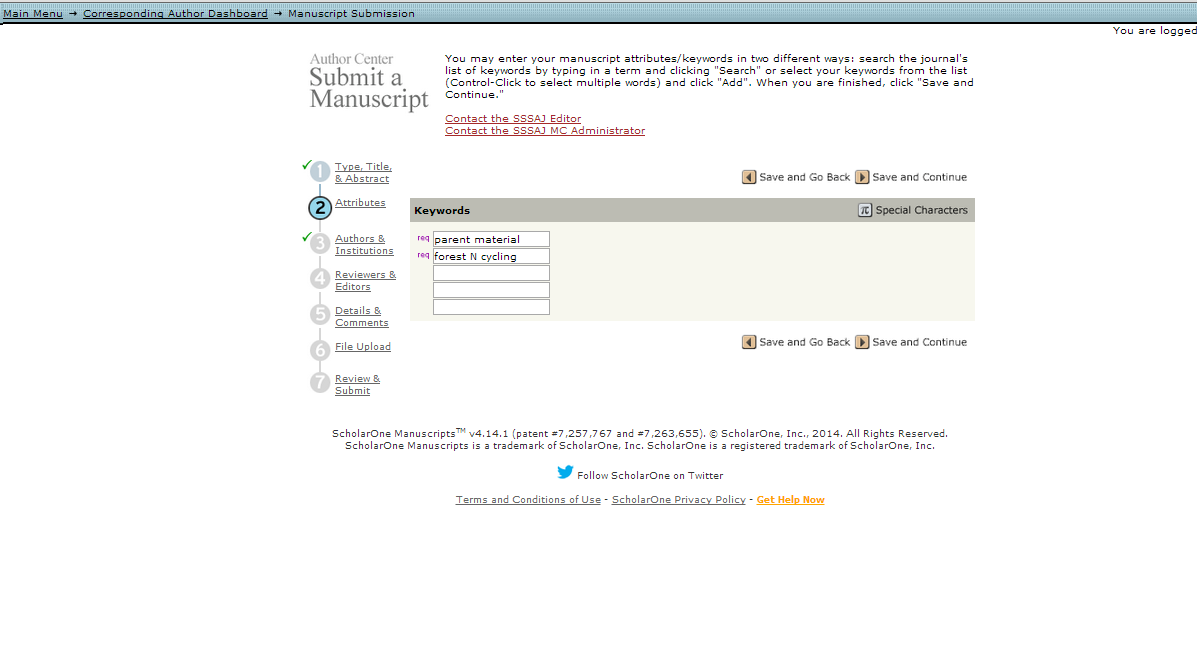 Main Menu → Corresponding Author Dashboard → Manuscript Submission
You are logged
Author Center
Submit a
Manuscript
You may enter your manuscript attributes/keywords in two different ways: search the journal's
list of keywords by typing in a term and clicking "Search" or select your keywords from the list
(Control-Click to select multiple words) and click "Add". When you are finished, click "Save and
Continue."
Contact the SSSAJ Editor
Contact the SSSAJ MC Administrator
1 Type, Title,
& Abstract
2 Attributes
3 Authors &
Institutions
4 Reviewers &
Editors
5 Details &
Comments
6 File Upload
7 Review &
Submit
Save and Go Back Save and Continue
Keywords
π Special Characters
req parent material
req forest N cycling
Save and Go Back Save and Continue
ScholarOne Manuscripts™ v4.14.1 (patent #7,257,767 and #7,263,655). © ScholarOne, Inc., 2014. All Rights Reserved.
ScholarOne Manuscripts is a trademark of ScholarOne, Inc. ScholarOne is a registered trademark of ScholarOne, Inc.
Follow ScholarOne on Twitter
Terms and Conditions of Use - ScholarOne Privacy Policy - Get Help Now